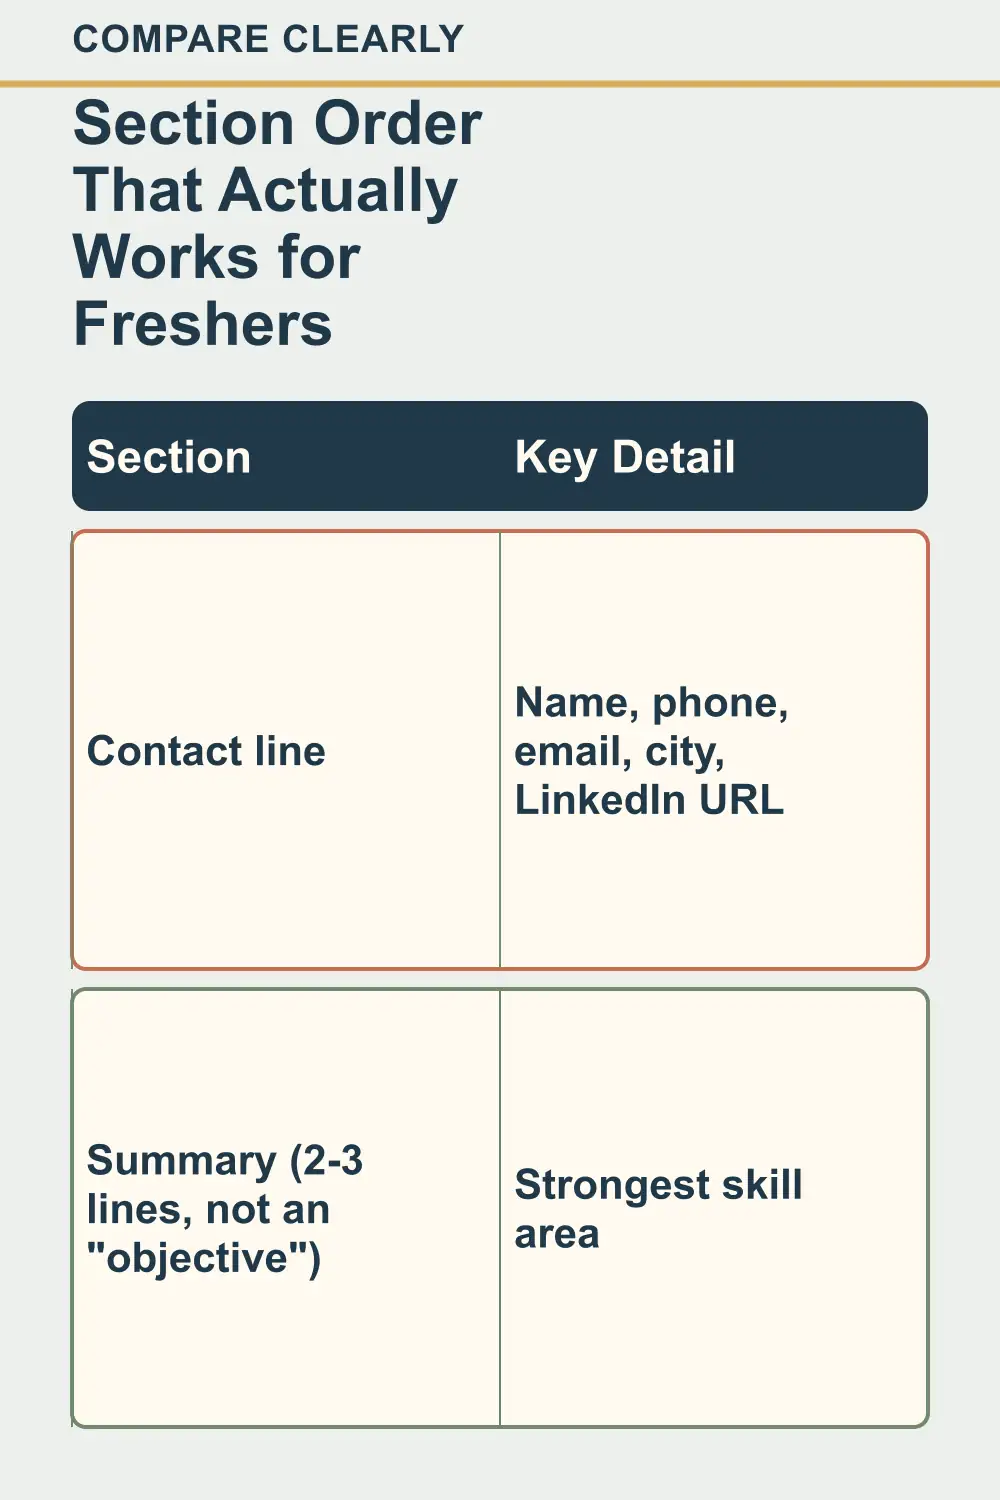 COMPARE CLEARLY
Section Order
That Actually
Works for
Freshers
Section
Key Detail
Contact line
Name, phone,
email, city,
LinkedIn URL
Summary (2-3
lines, not an
"objective")
Strongest skill
area